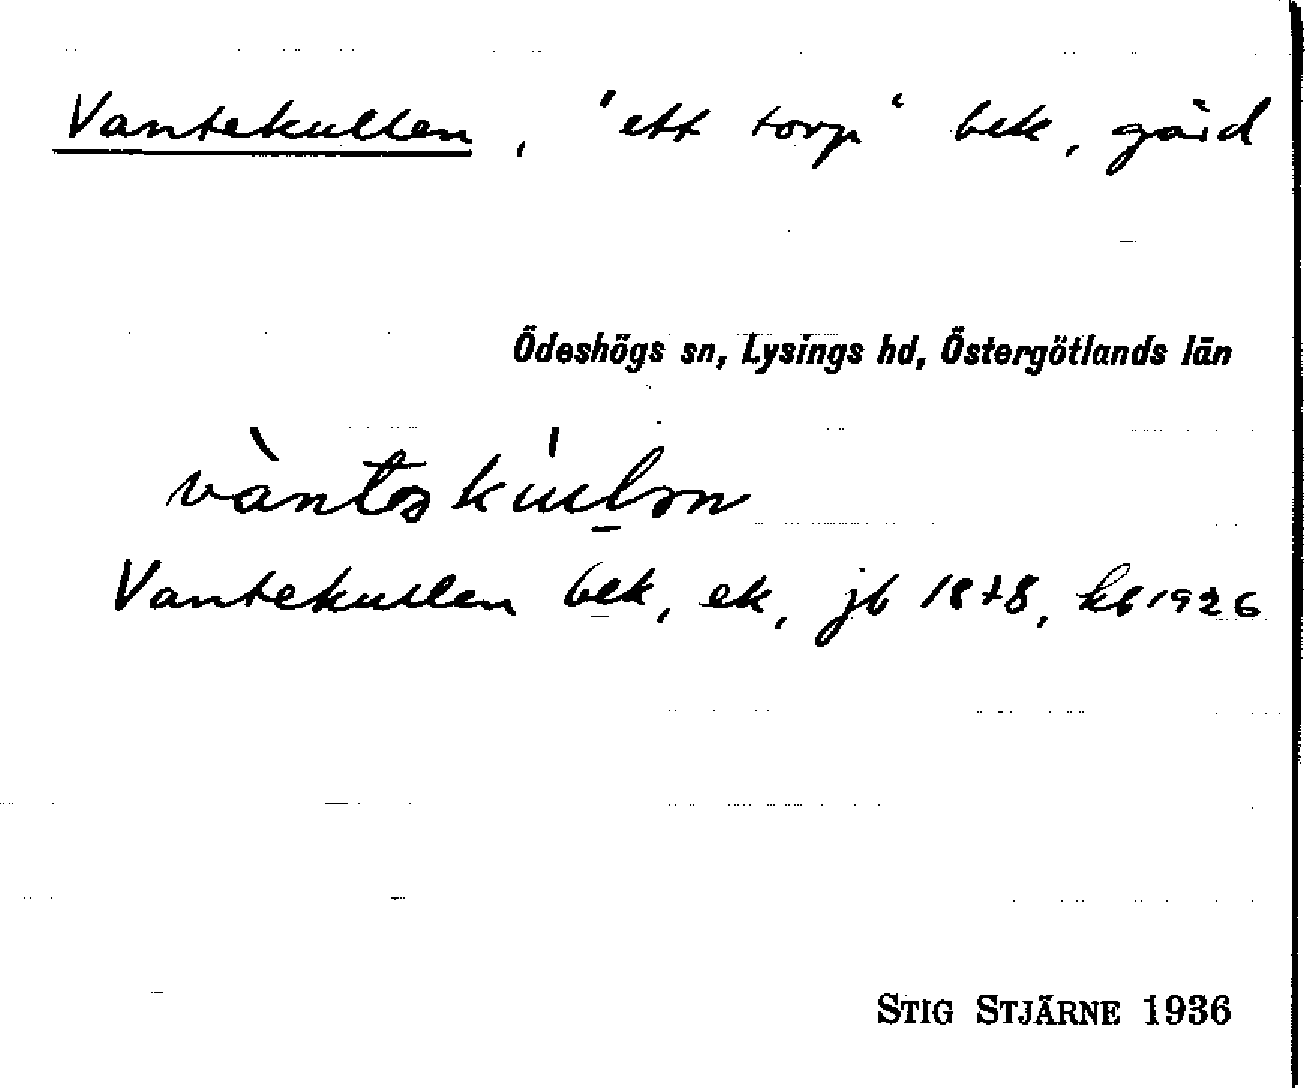 Vantekullen, "ett torp" bek, gård
Ödeshögs sn, Lysings hd, Östergötlands län
Vantekullen bek, ek, jb 1878, kb 1926
STIG STJÄRNE 1936